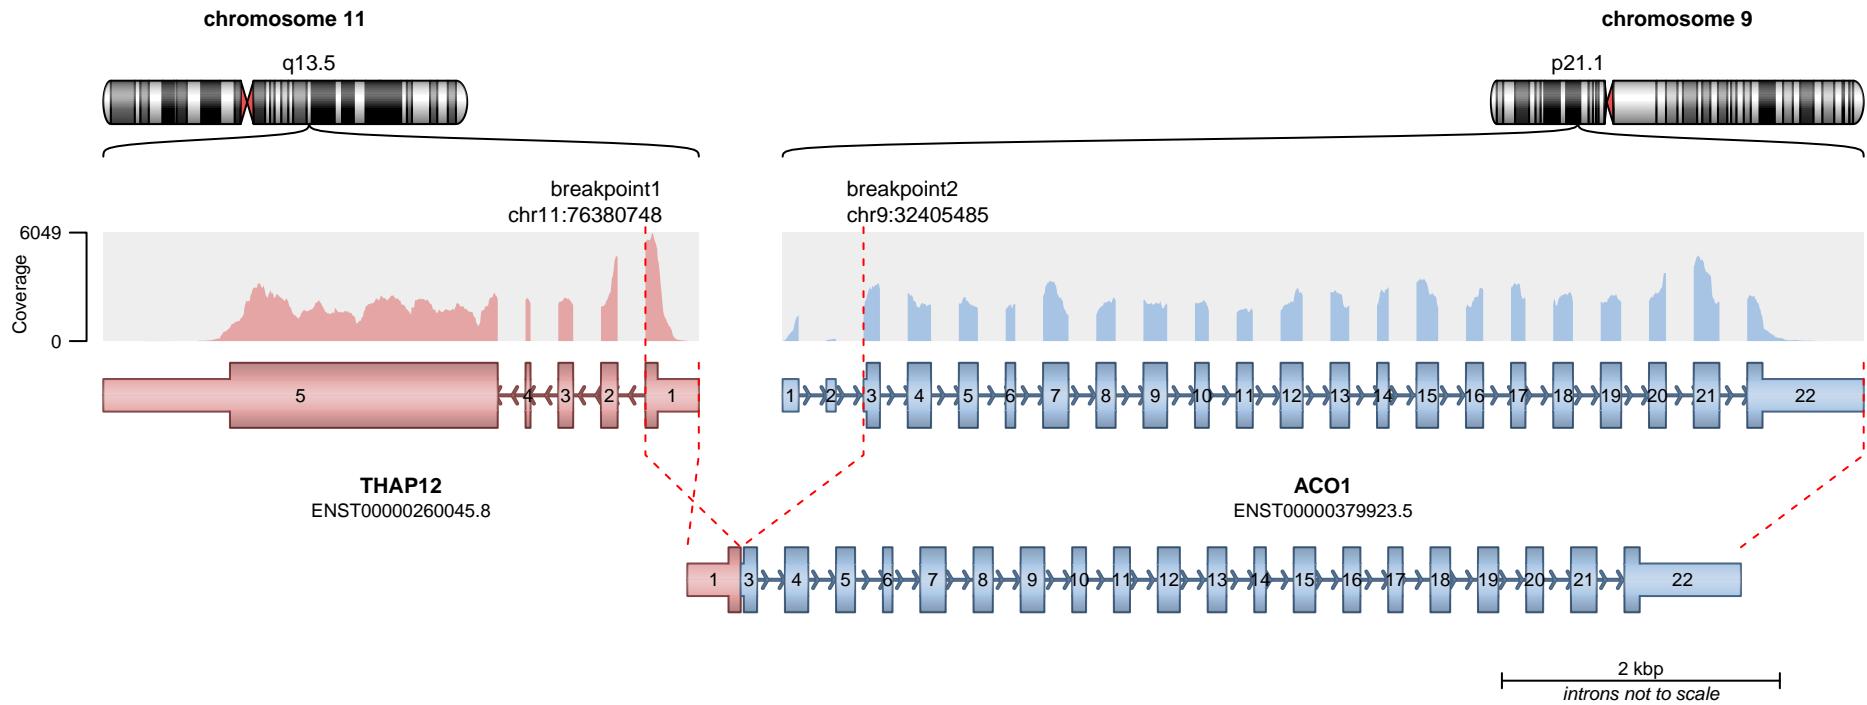 chromosome 11
chromosome 9
q13.5
p21.1
breakpoint1
chr11:76380748
breakpoint2
chr9:32405485
6049
0
Coverage
5 4 3 2 1
1 2 3 4 5 6 7 8 9 10 11 12 13 14 15 16 17 18 19 20 21 22
THAP12
ENST00000260045.8
ACO1
ENST00000379923.5
1 3 4 5 6 7 8 9 10 11 12 13 14 15 16 17 18 19 20 21 22
2 kbp
introns not to scale